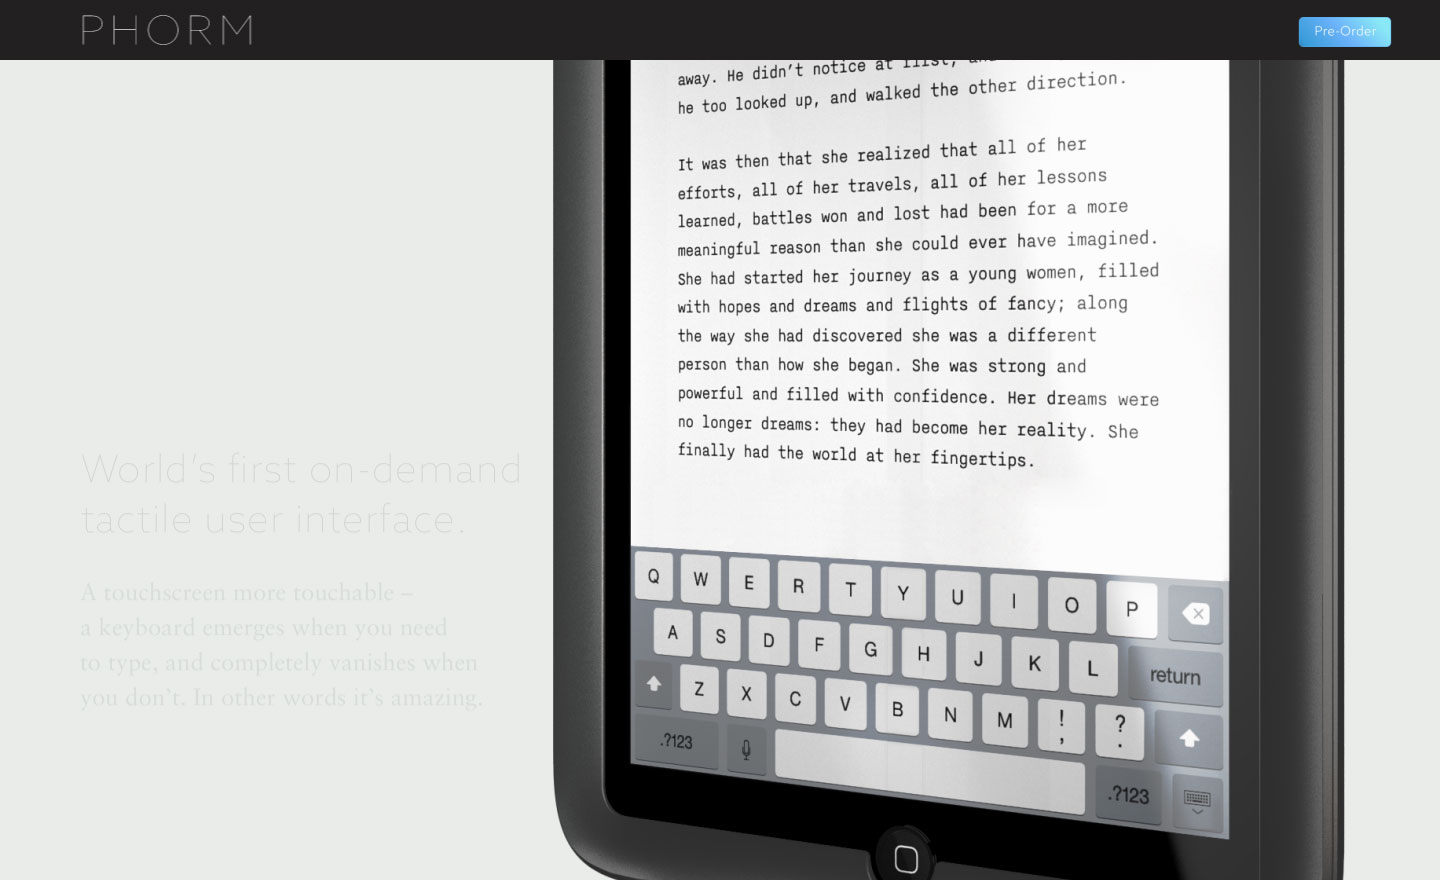 PHORM
Pre-Order
away. He didn't notice at first,
he too looked up, and walked the other direction.
It was then that she realized that all of her
efforts, all of her travels, all of her lessons
learned, battles won and lost had been for a more
meaningful reason than she could ever have imagined.
She had started her journey as a young women, filled
with hopes and dreams and flights of fancy; along
the way she had discovered she was a different
person than how she began. She was strong and
powerful and filled with confidence. Her dreams were
no longer dreams: they had become her reality. She
finally had the world at her fingertips.
World's first on-demand
tactile user interface.
A touchscreen more touchable –
a keyboard emerges when you need
to type, and completely vanishes when
you don't. In other words it's amazing.
Q W E R T Y U I O P
A S D F G H J K L return
Z X C V B N M ! , ? .
.?123 .?123